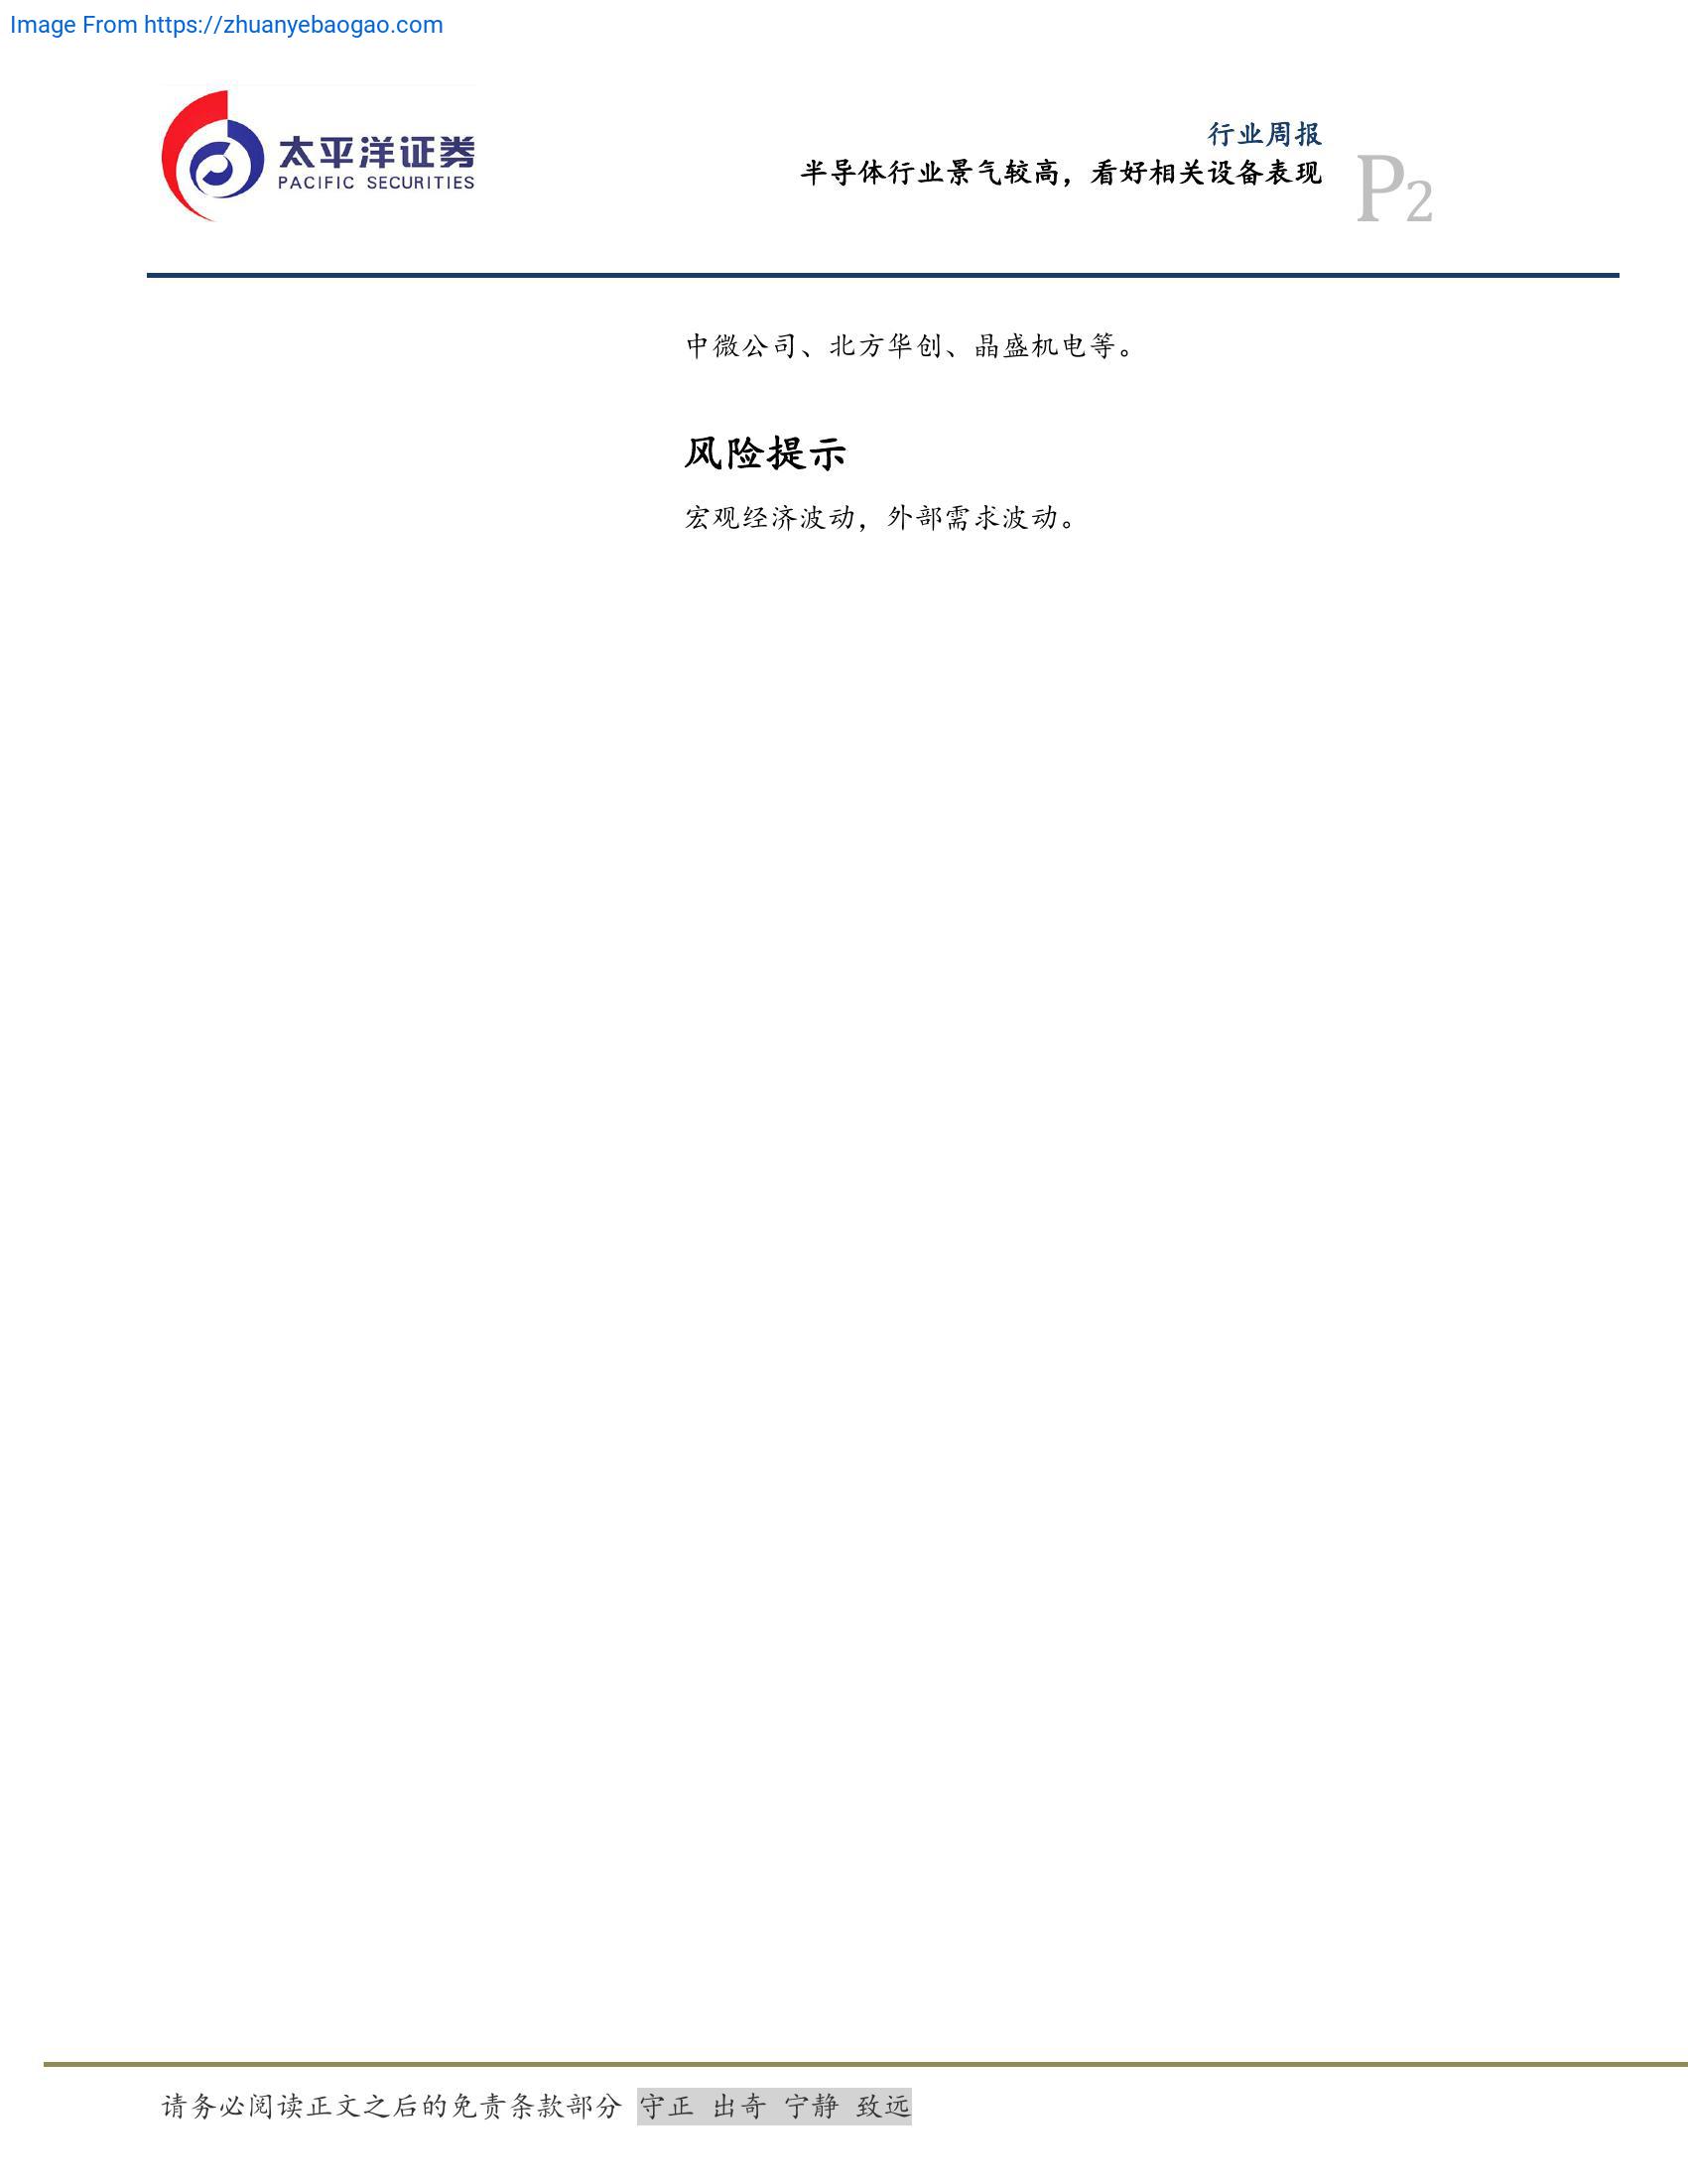 Image From https://zhuanyebaogao.com
太平洋证券
PACIFIC SECURITIES
行业周报
半导体行业景气较高，看好相关设备表现
P2
中微公司、北方华创、晶盛机电等。
风险提示
宏观经济波动，外部需求波动。
请务必阅读正文之后的免责条款部分 守正 出奇 宁静 致远